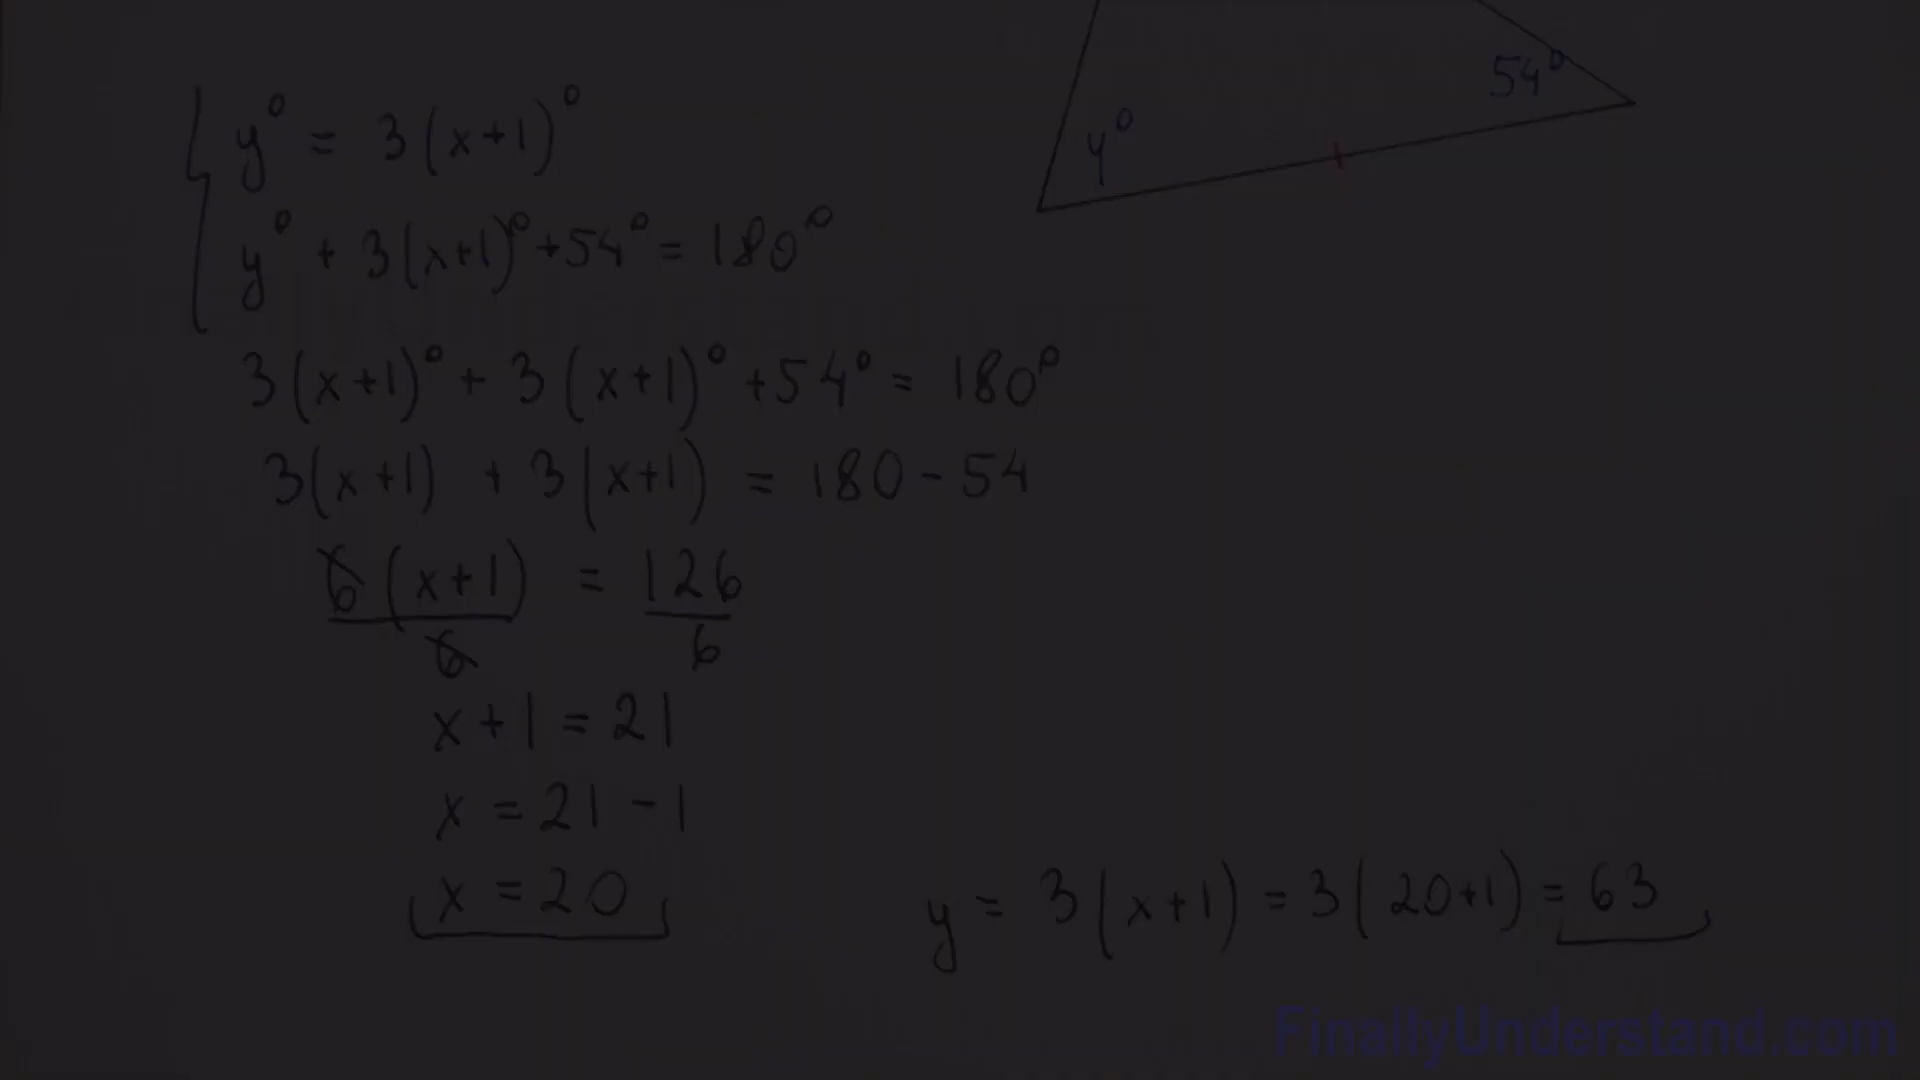 54°
y°
y° = 3(x+1)°
y° + 3(x+1)° + 54° = 180°
3(x+1)° + 3(x+1)° + 54° = 180°
3(x+1) + 3(x+1) = 180 - 54
6(x+1) = 126
6 6
x + 1 = 21
x = 21 - 1
x = 20
y = 3(x+1) = 3(20+1) = 63
FinallyUnderstand.com